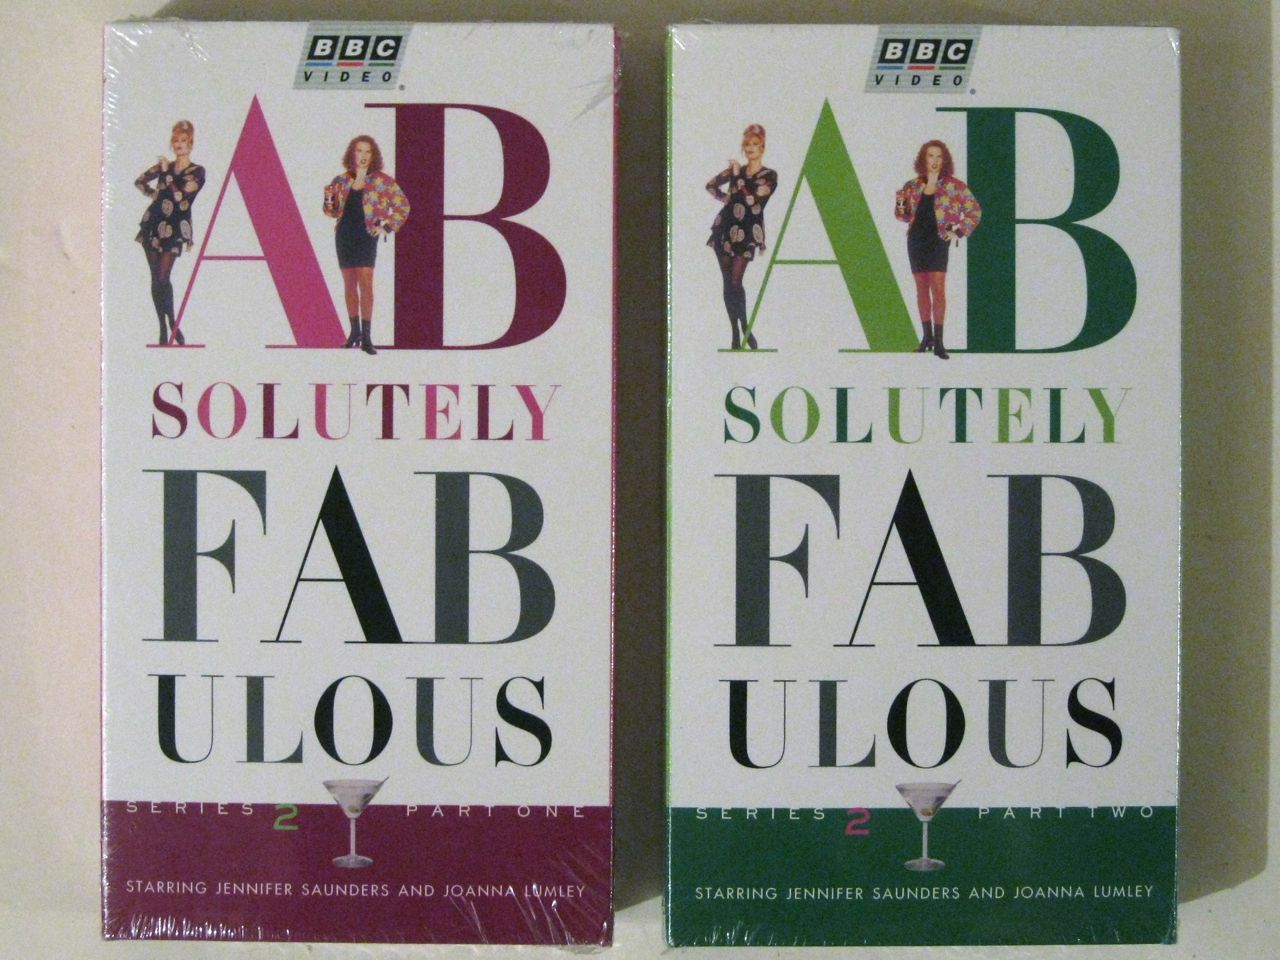 BBC
VIDEO
AB
SOLUTELY
FAB
ULOUS
SERIES 2 PART ONE
STARRING JENNIFER SAUNDERS AND JOANNA LUMLEY
BBC
VIDEO
AB
SOLUTELY
FAB
ULOUS
SERIES 2 PART TWO
STARRING JENNIFER SAUNDERS AND JOANNA LUMLEY